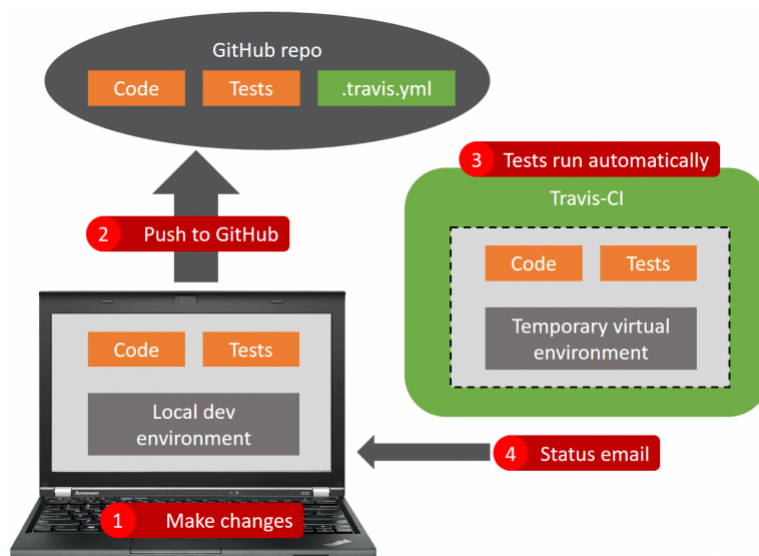 GitHub repo
Code
Tests
.travis.yml
3 Tests run automatically
Travis-CI
2 Push to GitHub
Code
Tests
Temporary virtual
environment
Code
Tests
Local dev
environment
4 Status email
lenovo
1 Make changes
ThinkPad